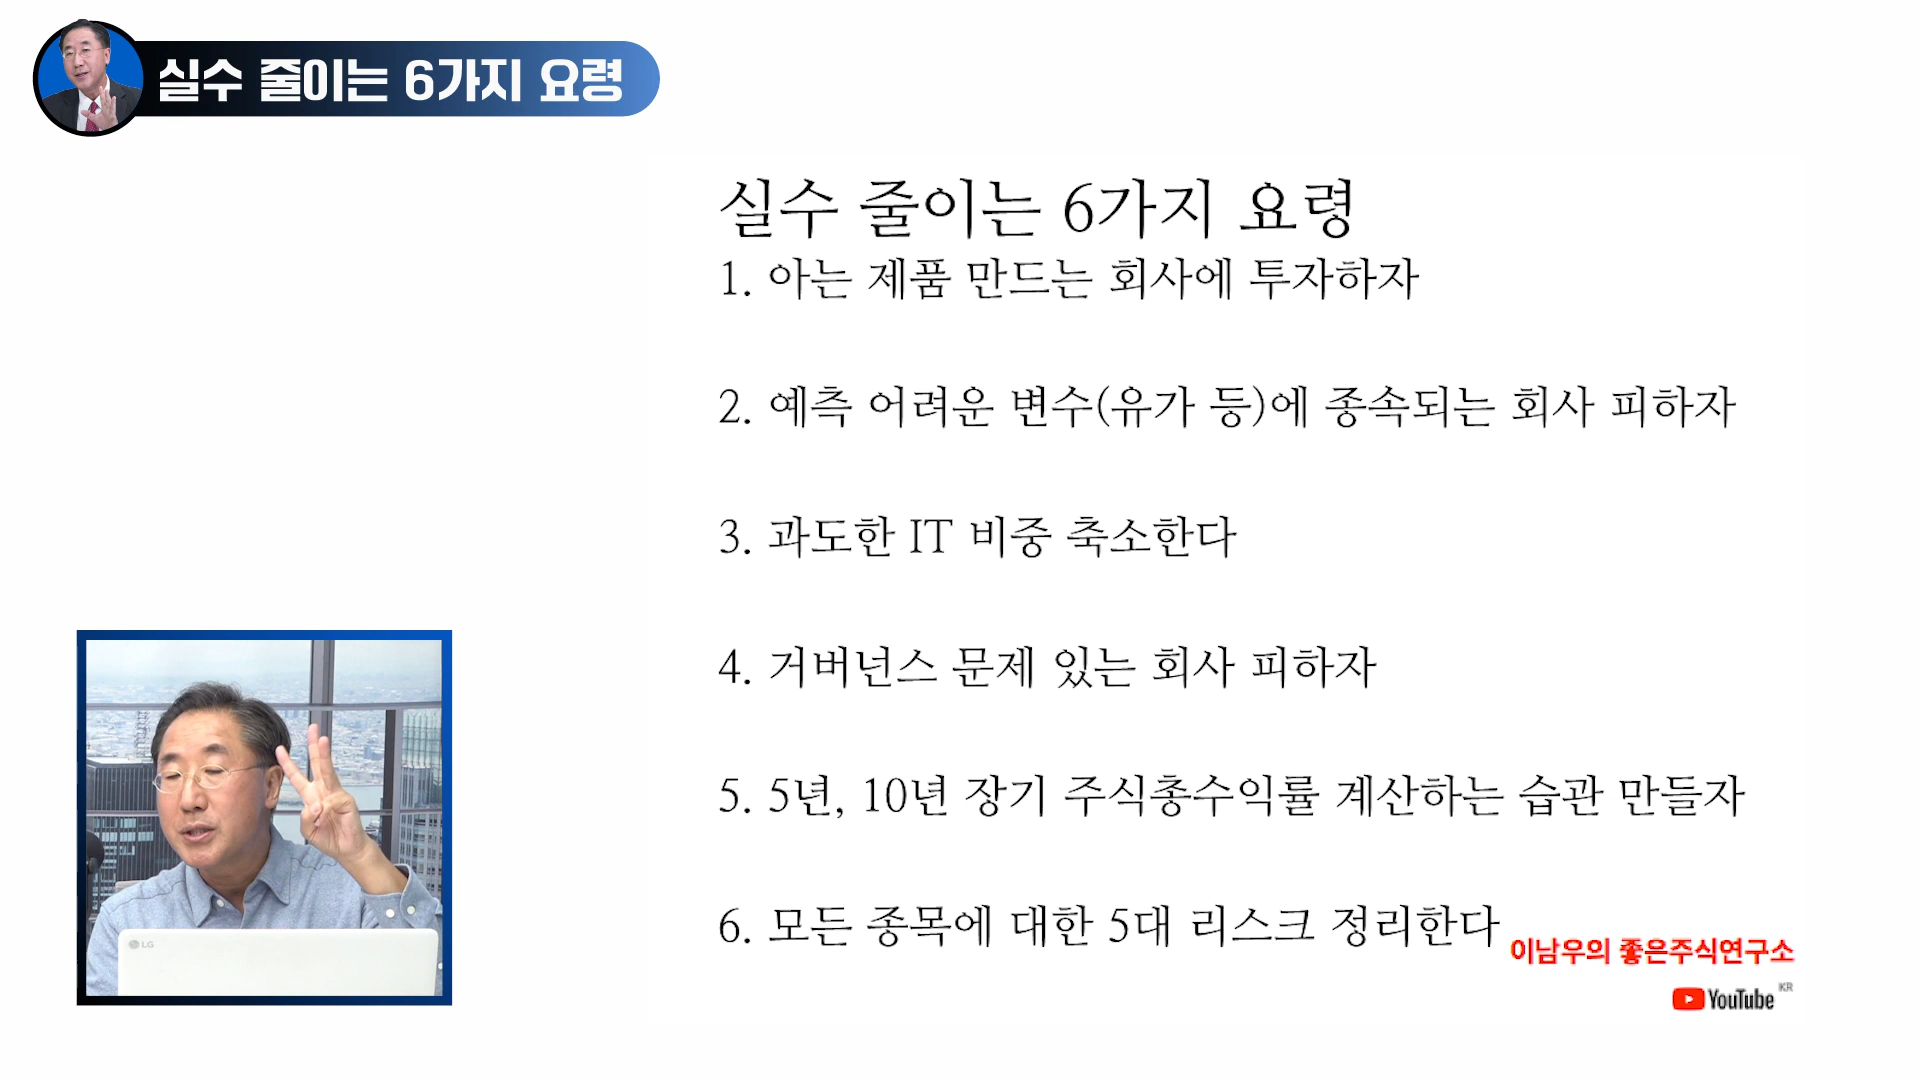 실수 줄이는 6가지 요령
실수 줄이는 6가지 요령
1. 아는 제품 만드는 회사에 투자하자
2. 예측 어려운 변수(유가 등)에 종속되는 회사 피하자
3. 과도한 IT 비중 축소한다
4. 거버넌스 문제 있는 회사 피하자
5. 5년, 10년 장기 주식총수익률 계산하는 습관 만들자
6. 모든 종목에 대한 5대 리스크 정리한다
이남우의 좋은주식연구소
YouTube KR
LG